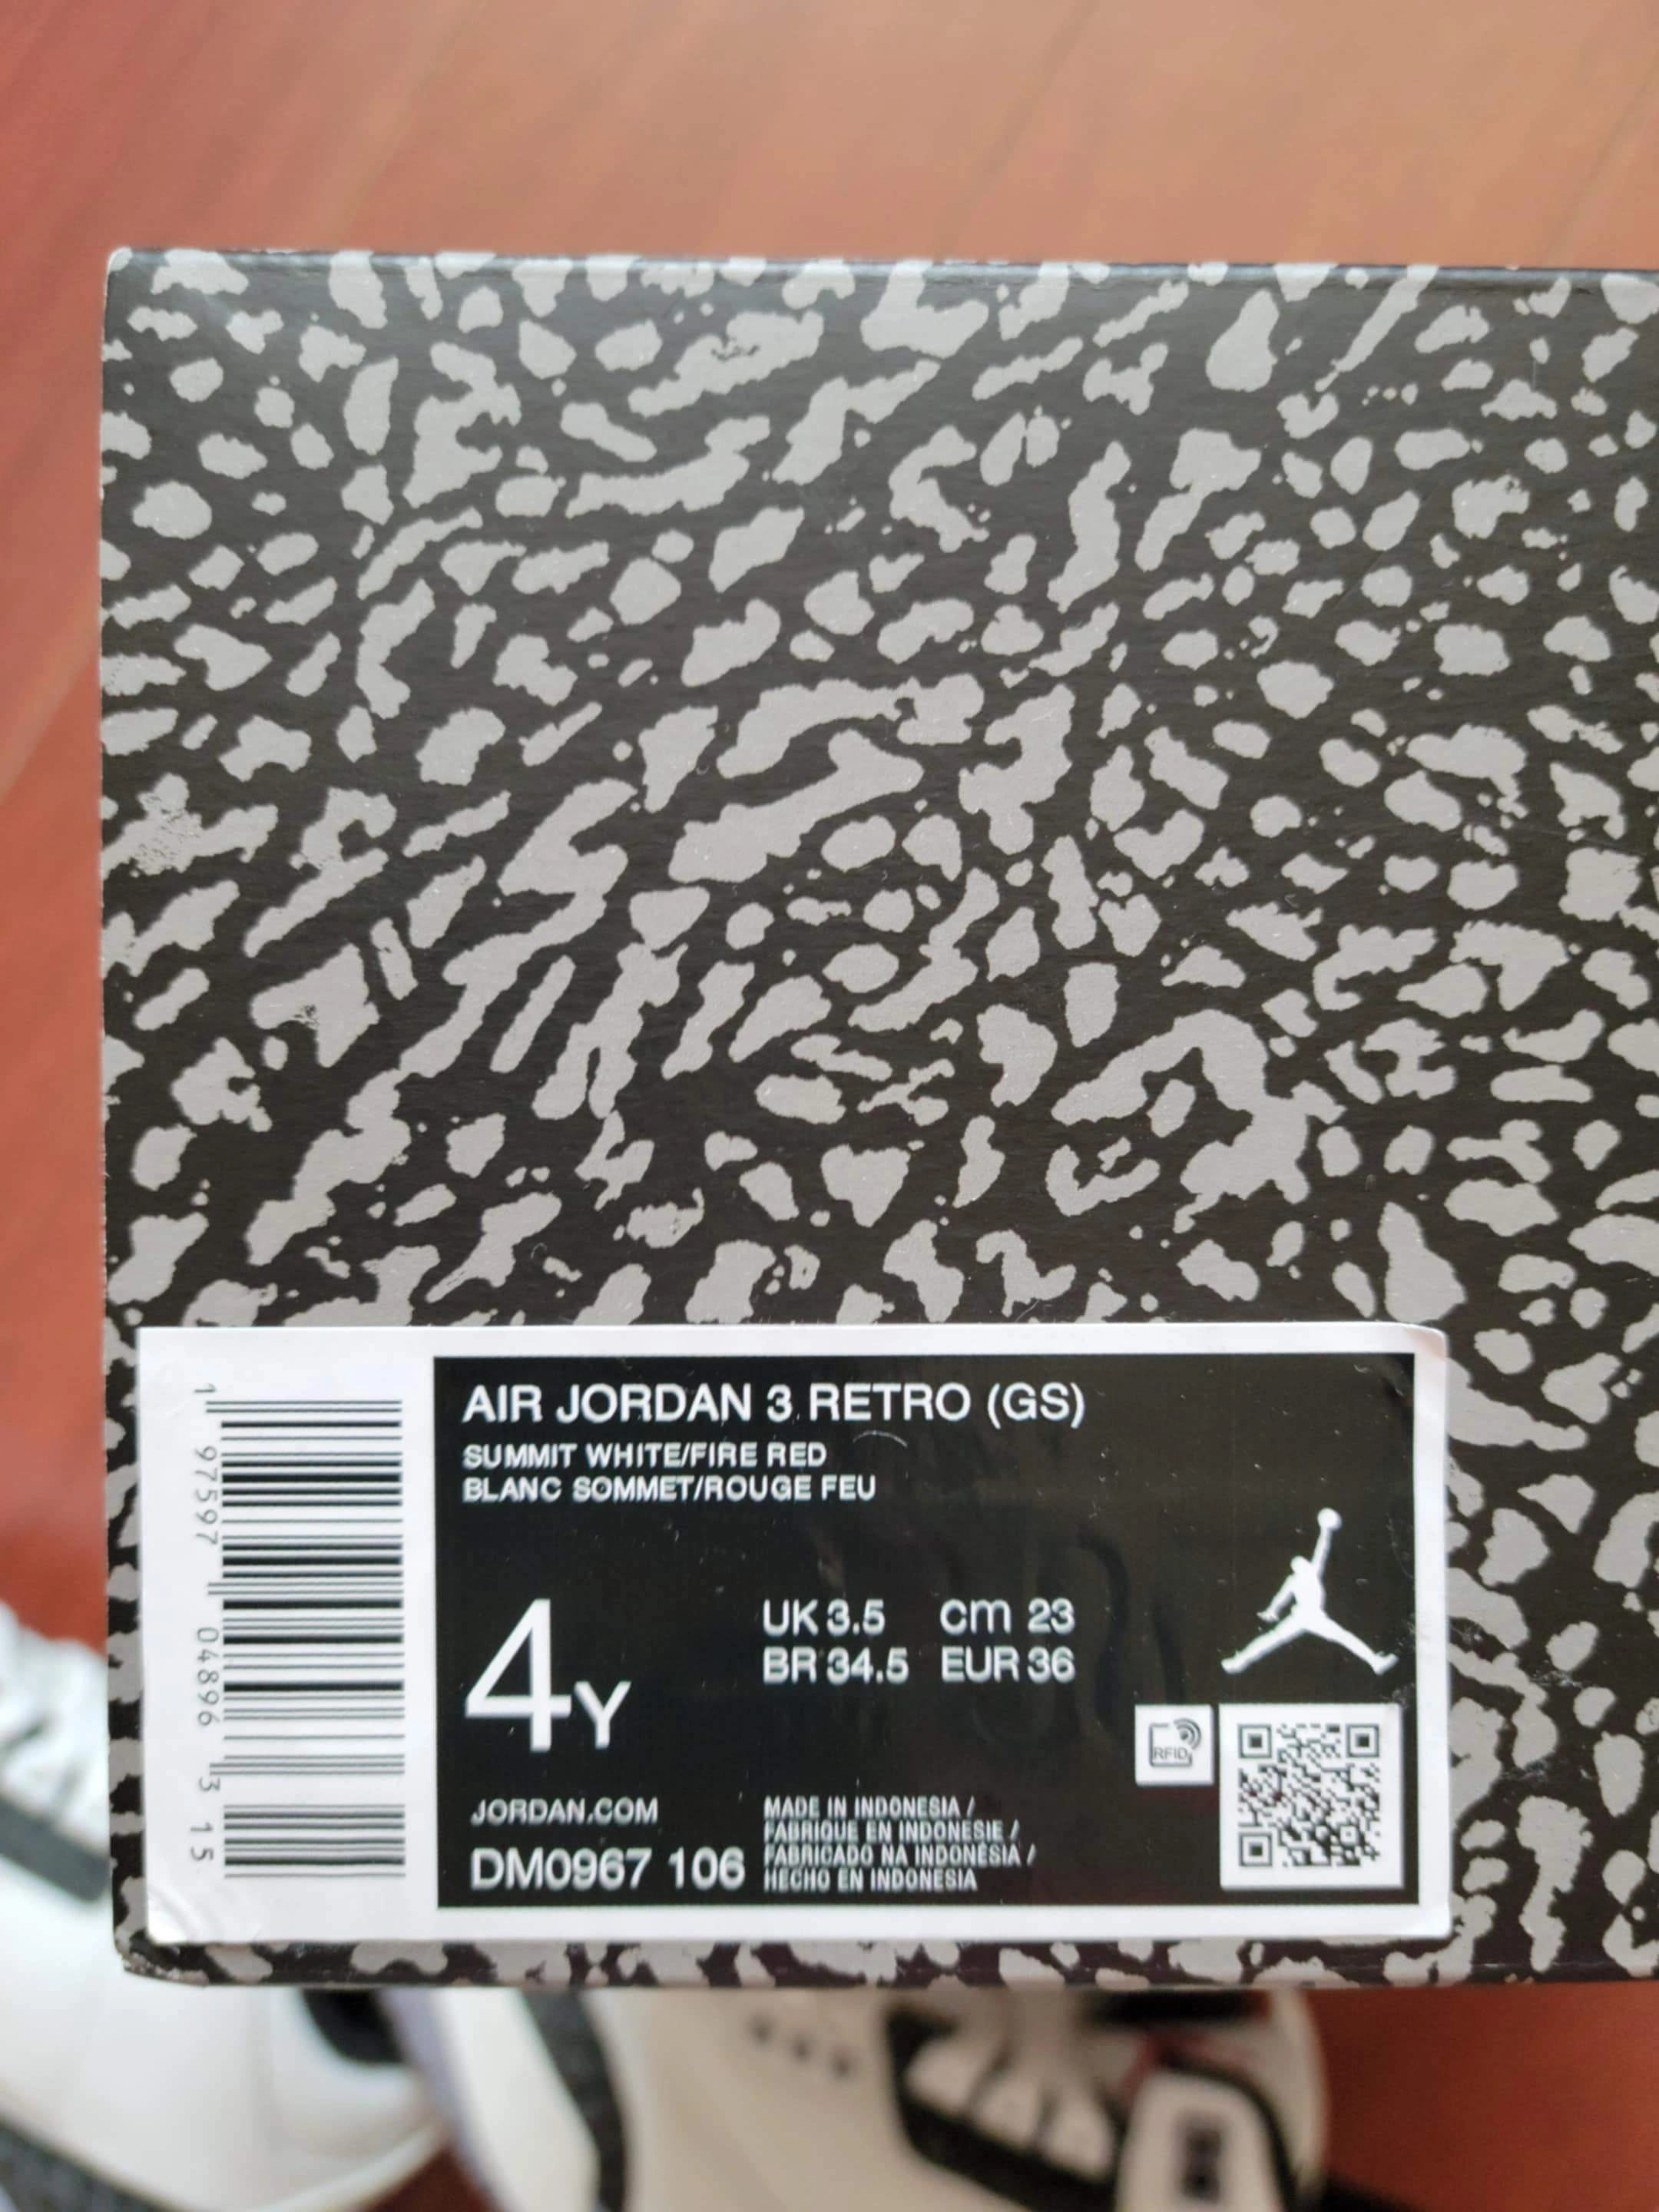 AIR JORDAN 3 RETRO (GS)
SUMMIT WHITE/FIRE RED
BLANC SOMMET/ROUGE FEU
4Y
UK 3.5 cm 23
BR 34.5 EUR 36
RFID
JORDAN.COM
DM0967 106
MADE IN INDONESIA /
FABRIQUE EN INDONESIE /
FABRICADO NA INDONÉSIA /
HECHO EN INDONESIA
1 97597 04896 3 15